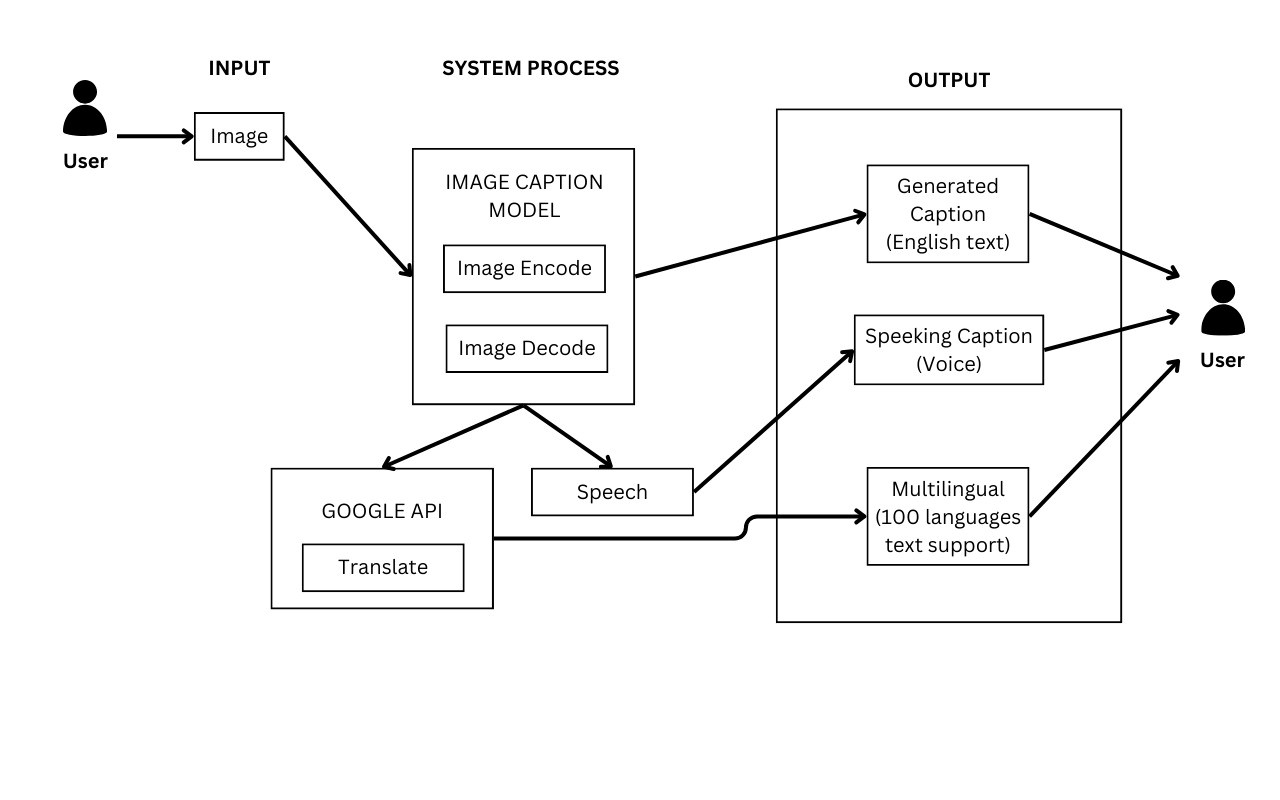 INPUT
SYSTEM PROCESS
OUTPUT
User
Image
IMAGE CAPTION
MODEL
Image Encode
Image Decode
GOOGLE API
Translate
Speech
Generated
Caption
(English text)
Speeking Caption
(Voice)
Multilingual
(100 languages
text support)
User